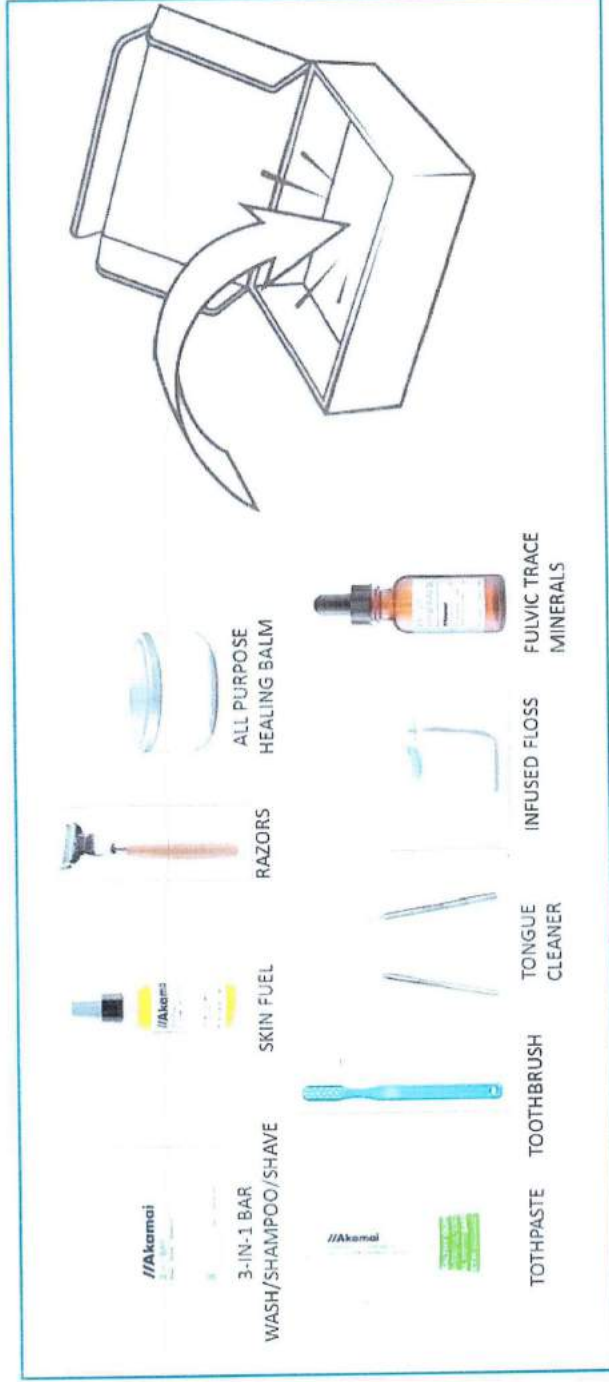 //Akamai
3-IN-1 BAR
WASH/SHAMPOO/SHAVE
//Akama
SKIN FUEL
RAZORS
ALL PURPOSE
HEALING BALM
//Akamai
TOTHPASTE
TOOTHBRUSH
TONGUE
CLEANER
INFUSED FLOSS
FULVIC TRACE
MINERALS